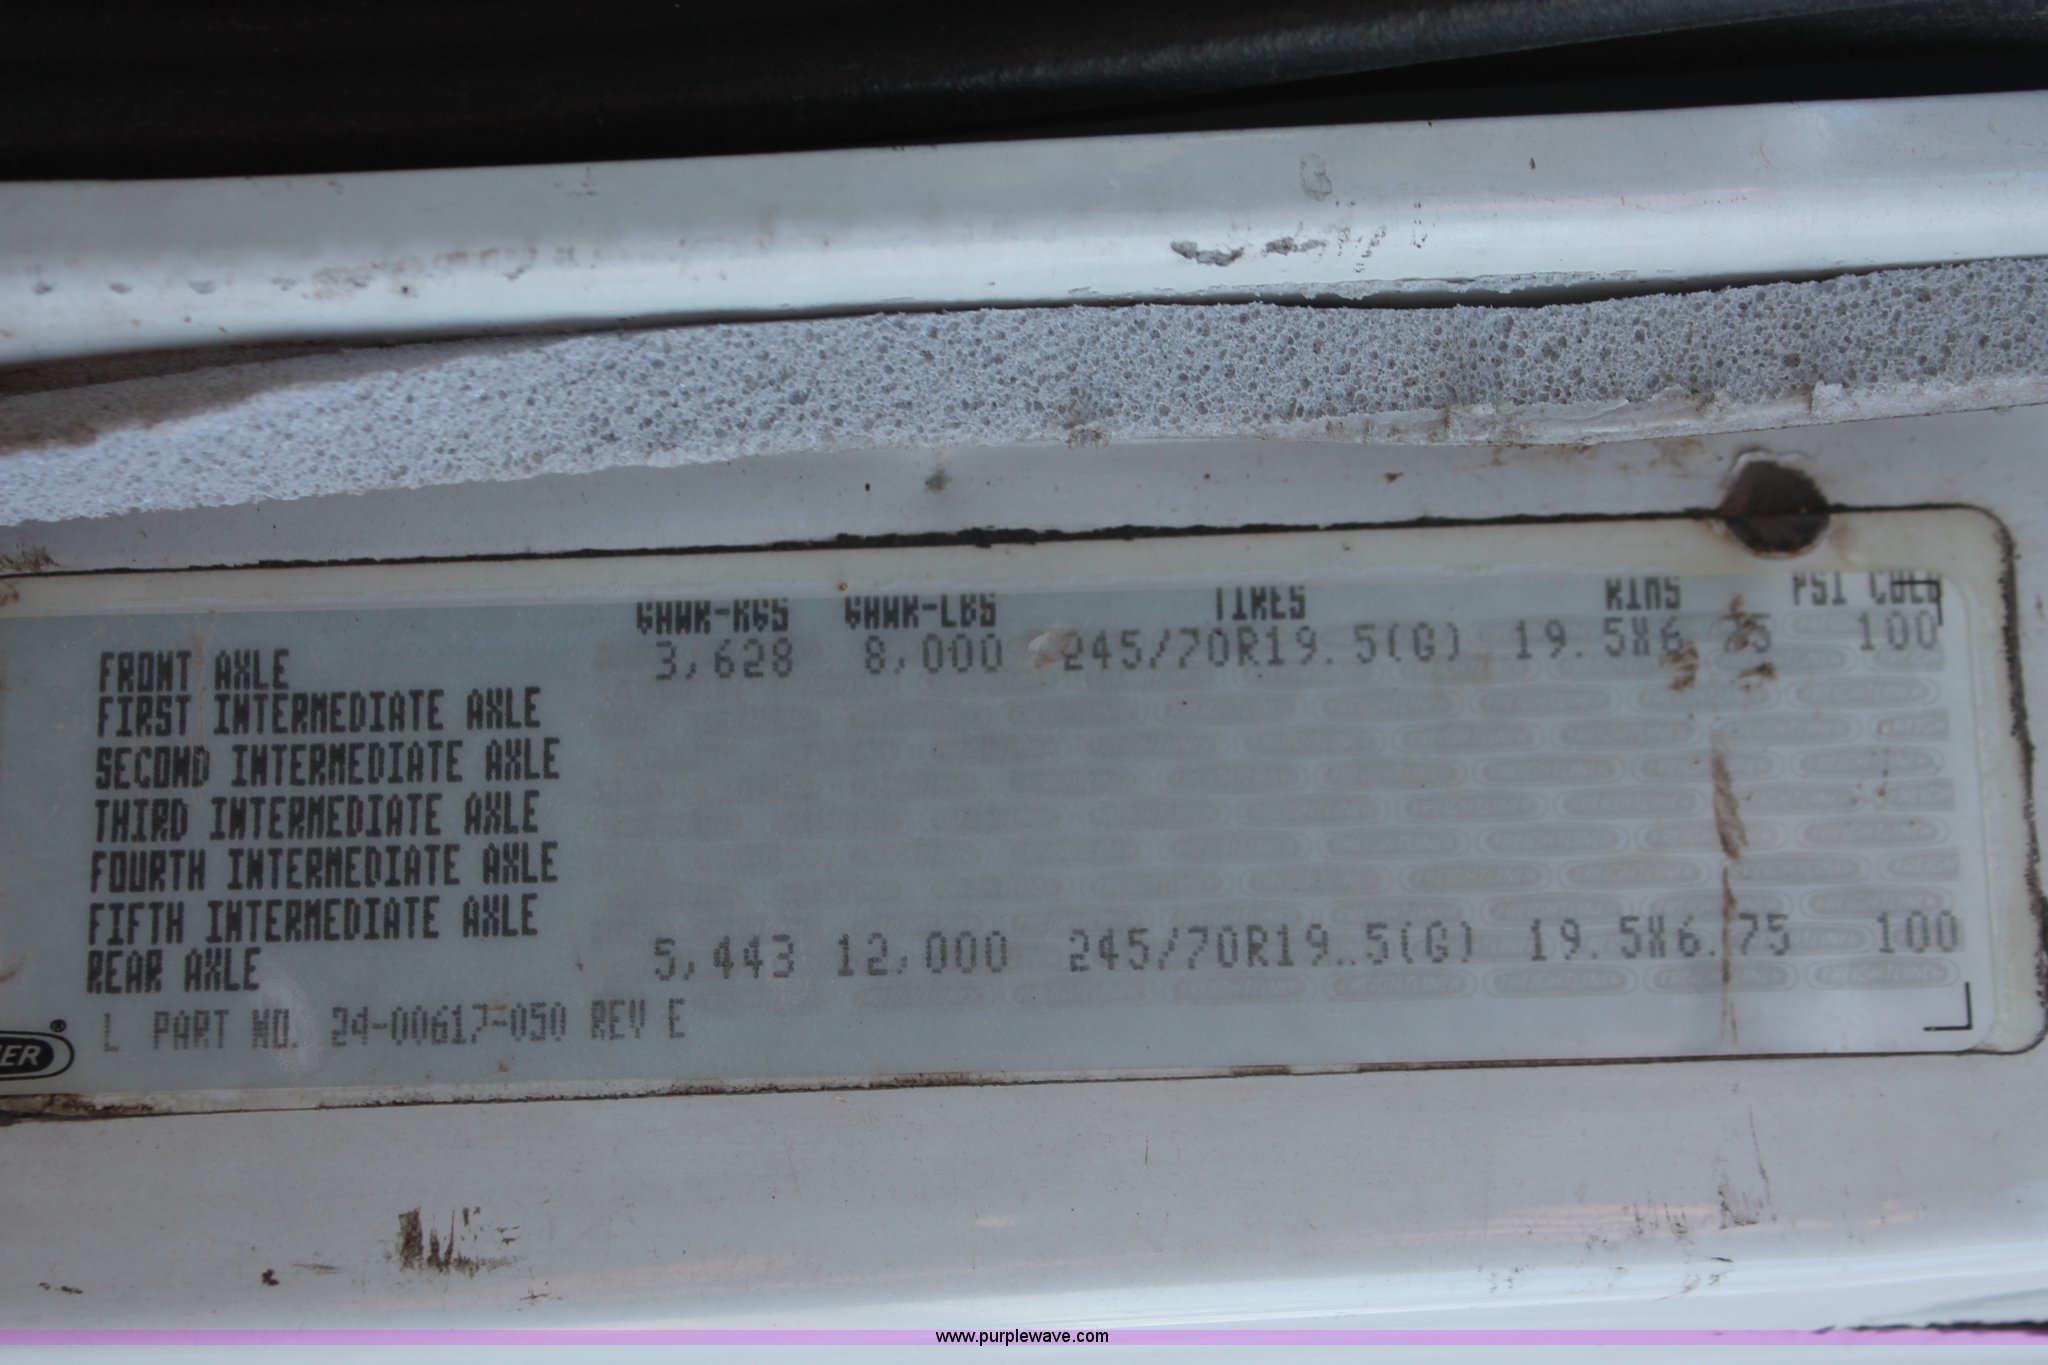 GAWR-KGS GAWR-LBS TIRES RIMS PSI COLD
FRONT AXLE 3,628 8,000 245/70R19.5(G) 19.5X6.75 100
FIRST INTERMEDIATE AXLE
SECOND INTERMEDIATE AXLE
THIRD INTERMEDIATE AXLE
FOURTH INTERMEDIATE AXLE
FIFTH INTERMEDIATE AXLE
REAR AXLE 5,443 12,000 245/70R19.5(G) 19.5X6.75 100
L PART NO. 24-00617-050 REV E
NER®
www.purplewave.com